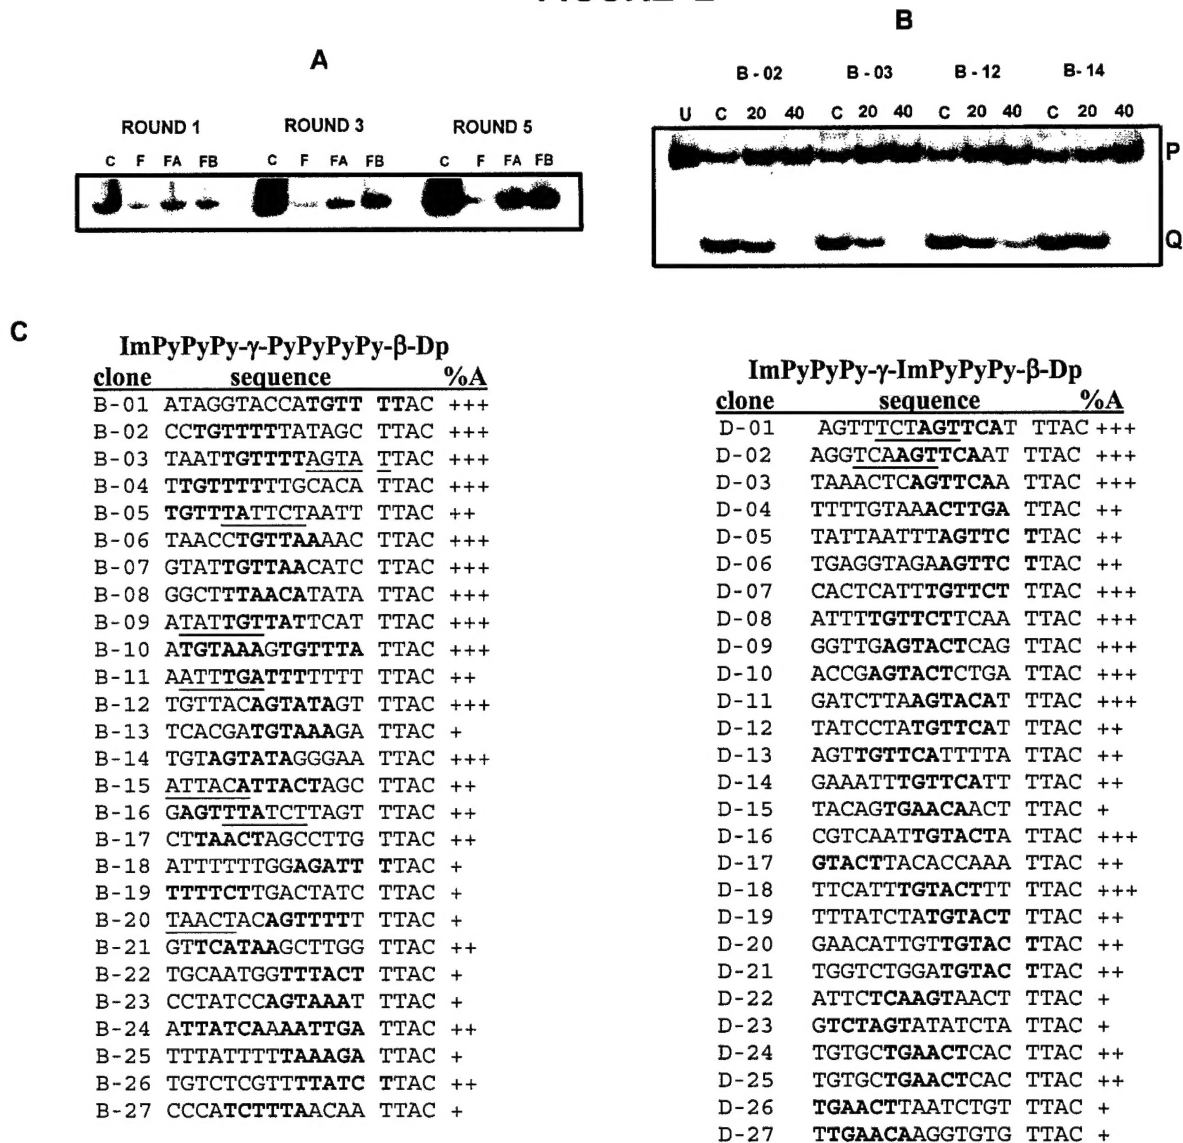 A
ROUND 1 ROUND 3 ROUND 5
C F FA FB C F FA FB C F FA FB
B
B - 02 B - 03 B - 12 B- 14
U C 20 40 C 20 40 C 20 40 C 20 40
P
Q
C
ImPyPyPy-γ-PyPyPyPy-β-Dp
clone sequence %A
B-01 ATAGGTACCATGTT TTAC +++
B-02 CCTGTTTTTATAGC TTAC +++
B-03 TAATTGTTTTAGTA TTAC +++
B-04 TTGTTTTTTGCACA TTAC +++
B-05 TGTTTATTCTAATT TTAC ++
B-06 TAACCTGTTAAAAC TTAC +++
B-07 GTATTGTTAACATC TTAC +++
B-08 GGCTTTAACATATA TTAC +++
B-09 ATATTGTTATTCAT TTAC +++
B-10 ATGTAAAGTGTTTA TTAC +++
B-11 AATTTGATTTTTTT TTAC ++
B-12 TGTTACAGTATAGT TTAC +++
B-13 TCACGATGTAAAGA TTAC +
B-14 TGTAGTATAGGGAA TTAC +++
B-15 ATTACATTACTAGC TTAC ++
B-16 GAGTTTATCTTAGT TTAC ++
B-17 CTTAACTAGCCTTG TTAC ++
B-18 ATTTTTTGGAGATT TTAC +
B-19 TTTTCTTGACTATC TTAC +
B-20 TAACTACAGTTTTT TTAC +
B-21 GTTCATAAGCTTGG TTAC ++
B-22 TGCAATGGTTTACT TTAC +
B-23 CCTATCCAGTAAAT TTAC +
B-24 ATTATCAAAATTGA TTAC ++
B-25 TTTATTTTTAAAGA TTAC +
B-26 TGTCTCGTTTTATC TTAC ++
B-27 CCCATCTTTAACAA TTAC +
ImPyPyPy-γ-ImPyPyPy-β-Dp
clone sequence %A
D-01 AGTTTCTAGTTCAT TTAC +++
D-02 AGGTCAAGTTCAAT TTAC +++
D-03 TAAACTCAGTTCAA TTAC +++
D-04 TTTTGTAAACTTGA TTAC ++
D-05 TATTAATTTAGTTC TTAC ++
D-06 TGAGGTAGAAGTTC TTAC ++
D-07 CACTCATTTGTTCT TTAC +++
D-08 ATTTTGTTCTTCAA TTAC +++
D-09 GGTTGAGTACTCAG TTAC +++
D-10 ACCGAGTACTCTGA TTAC +++
D-11 GATCTTAAGTACAT TTAC +++
D-12 TATCCTATGTTCAT TTAC ++
D-13 AGTTGTTCATTTTA TTAC ++
D-14 GAAATTTGTTCATT TTAC ++
D-15 TACAGTGAACAACT TTAC +
D-16 CGTCAATTGTACTA TTAC +++
D-17 GTACTTACACCAAA TTAC ++
D-18 TTCATTTGTACTTT TTAC +++
D-19 TTTATCTATGTACT TTAC ++
D-20 GAACATTGTTGTAC TTAC ++
D-21 TGGTCTGGATGTAC TTAC ++
D-22 ATTCTCAAGTAACT TTAC +
D-23 GTCTAGTATATCTA TTAC +
D-24 TGTGCTGAACTCAC TTAC ++
D-25 TGTGCTGAACTCAC TTAC ++
D-26 TGAACTTAATCTGT TTAC +
D-27 TTGAACAAGGTGTG TTAC +